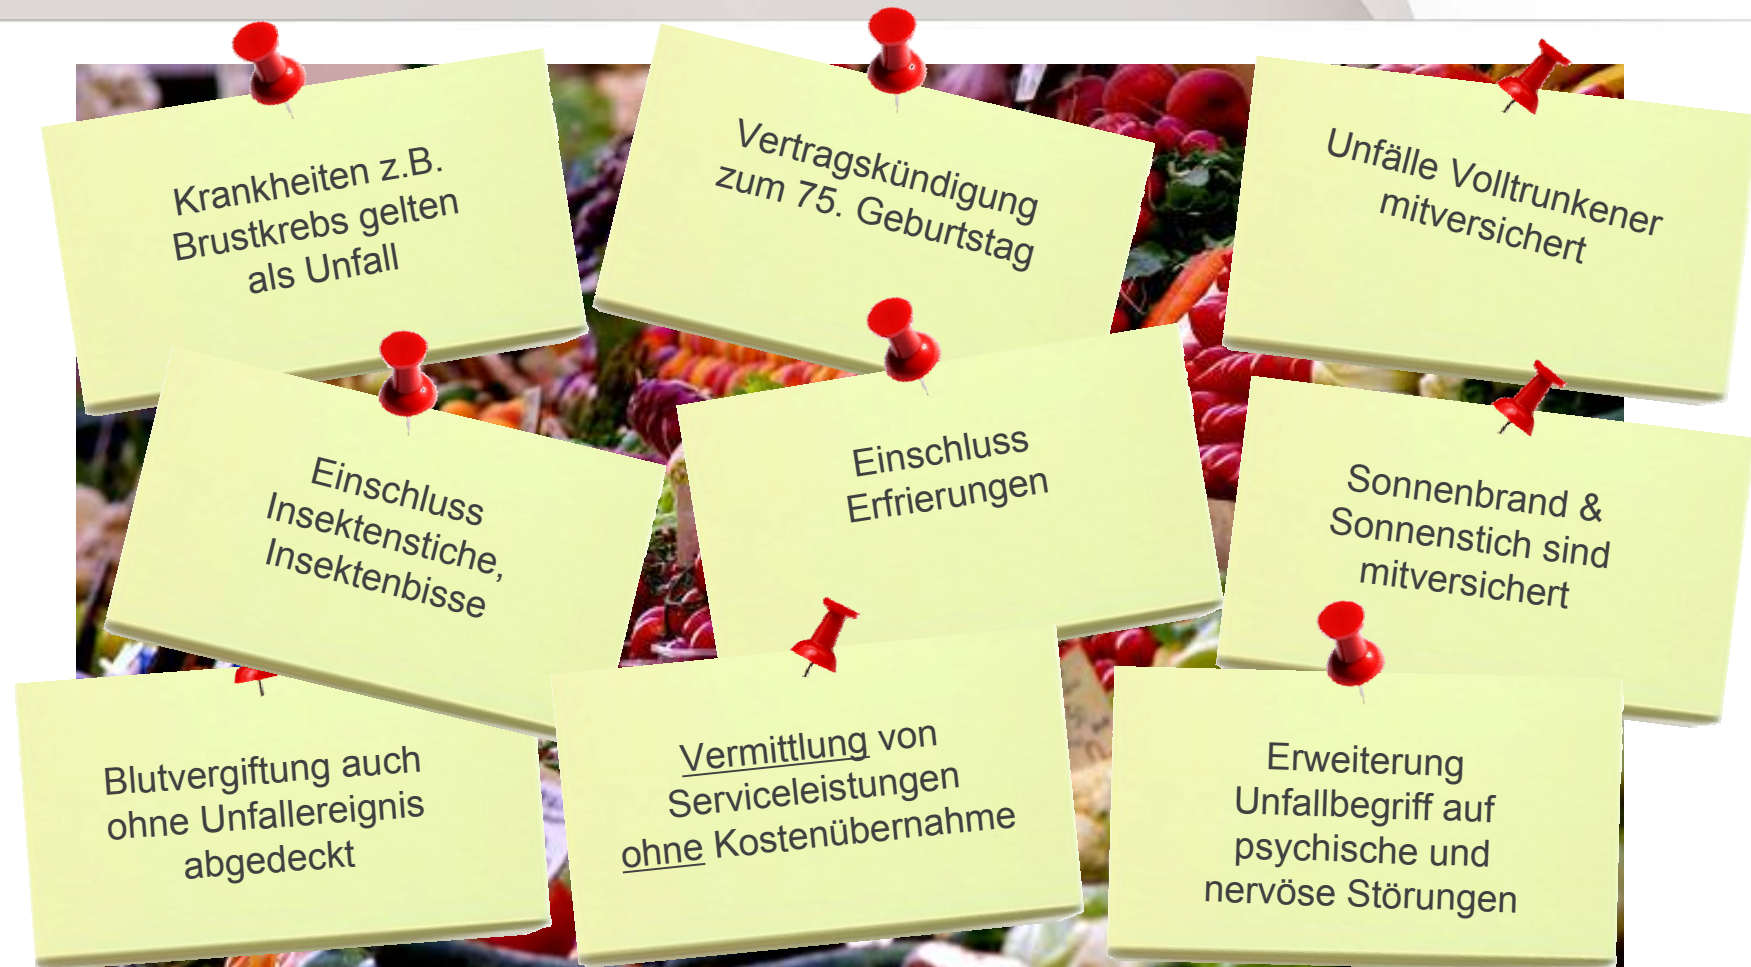 Krankheiten z.B.
Brustkrebs gelten
als Unfall
Vertragskündigung
zum 75. Geburtstag
Unfälle Volltrunkener
mitversichert
Einschluss
Insektenstiche,
Insektenbisse
Einschluss
Erfrierungen
Sonnenbrand &
Sonnenstich sind
mitversichert
Blutvergiftung auch
ohne Unfallereignis
abgedeckt
Vermittlung von
Serviceleistungen
ohne Kostenübernahme
Erweiterung
Unfallbegriff auf
psychische und
nervöse Störungen